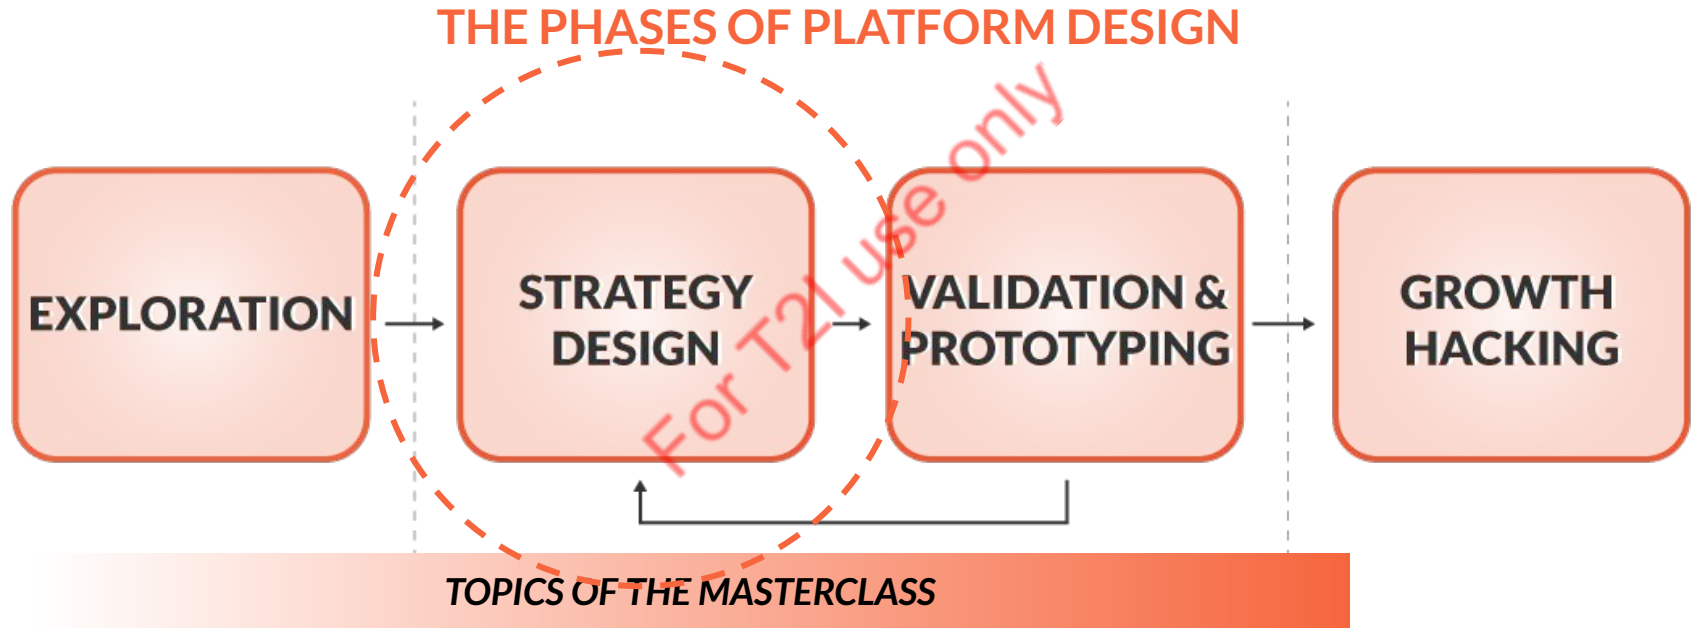 THE PHASES OF PLATFORM DESIGN
EXPLORATION
STRATEGY
DESIGN
VALIDATION &
PROTOTYPING
GROWTH
HACKING
For T2I use only
TOPICS OF THE MASTERCLASS